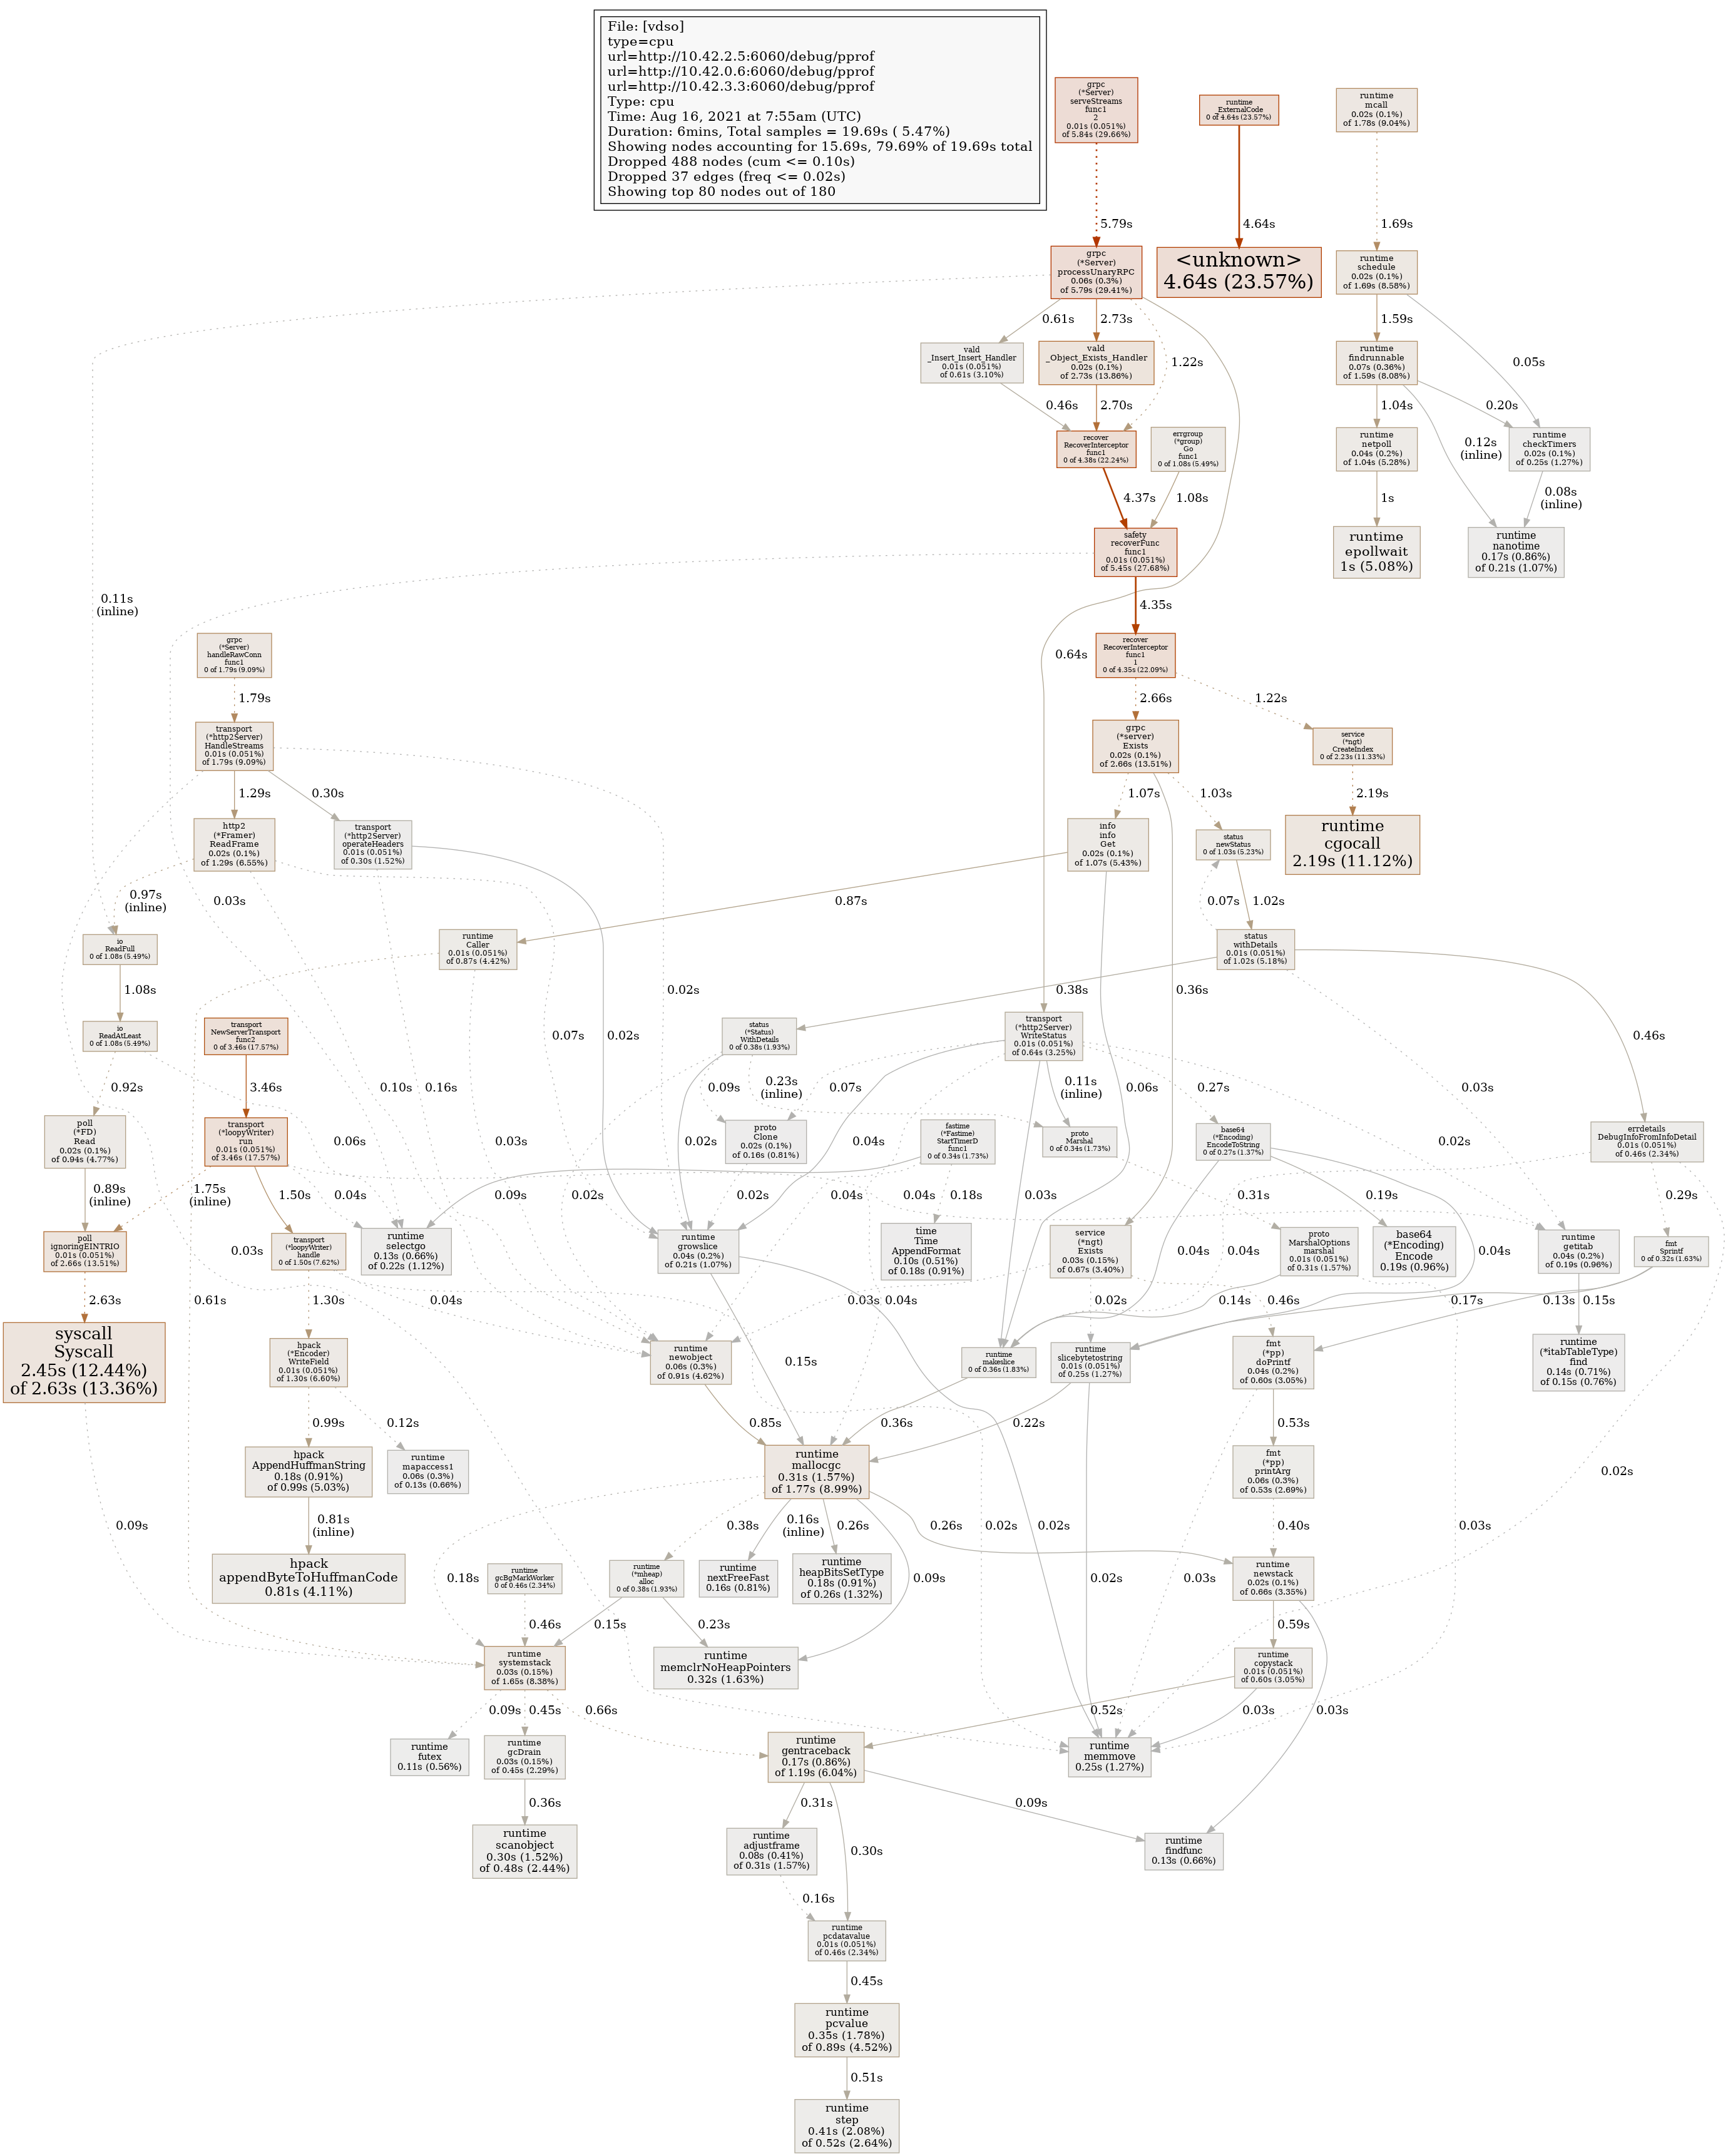 File: [vdso]
type=cpu
url=http://10.42.2.5:6060/debug/pprof
url=http://10.42.0.6:6060/debug/pprof
url=http://10.42.3.3:6060/debug/pprof
Type: cpu
Time: Aug 16, 2021 at 7:55am (UTC)
Duration: 6mins, Total samples = 19.69s ( 5.47%)
Showing nodes accounting for 15.69s, 79.69% of 19.69s total
Dropped 488 nodes (cum <= 0.10s)
Dropped 37 edges (freq <= 0.02s)
Showing top 80 nodes out of 180
grpc
(*Server)
serveStreams
func1
2
0.01s (0.051%)
of 5.84s (29.66%)
runtime
_ExternalCode
0 of 4.64s (23.57%)
runtime
mcall
0.02s (0.1%)
of 1.78s (9.04%)
5.79s
4.64s
1.69s
grpc
(*Server)
processUnaryRPC
0.06s (0.3%)
of 5.79s (29.41%)
<unknown>
4.64s (23.57%)
runtime
schedule
0.02s (0.1%)
of 1.69s (8.58%)
0.61s
2.73s
1.22s
1.59s
0.05s
vald
_Insert_Insert_Handler
0.01s (0.051%)
of 0.61s (3.10%)
vald
_Object_Exists_Handler
0.02s (0.1%)
of 2.73s (13.86%)
runtime
findrunnable
0.07s (0.36%)
of 1.59s (8.08%)
0.46s
2.70s
1.04s
0.20s
0.12s
(inline)
recover
RecoverInterceptor
func1
0 of 4.38s (22.24%)
errgroup
(*group)
Go
func1
0 of 1.08s (5.49%)
runtime
netpoll
0.04s (0.2%)
of 1.04s (5.28%)
runtime
checkTimers
0.02s (0.1%)
of 0.25s (1.27%)
4.37s
1.08s
1s
0.08s
(inline)
safety
recoverFunc
func1
0.01s (0.051%)
of 5.45s (27.68%)
runtime
epollwait
1s (5.08%)
runtime
nanotime
0.17s (0.86%)
of 0.21s (1.07%)
0.11s
(inline)
4.35s
0.64s
grpc
(*Server)
handleRawConn
func1
0 of 1.79s (9.09%)
recover
RecoverInterceptor
func1
1
0 of 4.35s (22.09%)
1.79s
2.66s
1.22s
transport
(*http2Server)
HandleStreams
0.01s (0.051%)
of 1.79s (9.09%)
grpc
(*server)
Exists
0.02s (0.1%)
of 2.66s (13.51%)
service
(*ngt)
CreateIndex
0 of 2.23s (11.33%)
1.29s
0.30s
1.07s
1.03s
2.19s
http2
(*Framer)
ReadFrame
0.02s (0.1%)
of 1.29s (6.55%)
transport
(*http2Server)
operateHeaders
0.01s (0.051%)
of 0.30s (1.52%)
info
info
Get
0.02s (0.1%)
of 1.07s (5.43%)
status
newStatus
0 of 1.03s (5.23%)
runtime
cgocall
2.19s (11.12%)
0.97s
(inline)
0.03s
0.87s
0.07s
1.02s
io
ReadFull
0 of 1.08s (5.49%)
runtime
Caller
0.01s (0.051%)
of 0.87s (4.42%)
status
withDetails
0.01s (0.051%)
of 1.02s (5.18%)
1.08s
0.02s
0.38s
0.36s
io
ReadAtLeast
0 of 1.08s (5.49%)
transport
NewServerTransport
func2
0 of 3.46s (17.57%)
0.07s
0.02s
status
(*Status)
WithDetails
0 of 0.38s (1.93%)
transport
(*http2Server)
WriteStatus
0.01s (0.051%)
of 0.64s (3.25%)
0.46s
0.92s
3.46s
0.10s
0.16s
0.09s
0.23s
(inline)
0.07s
0.11s
(inline)
0.06s
0.27s
0.03s
poll
(*FD)
Read
0.02s (0.1%)
of 0.94s (4.77%)
transport
(*loopyWriter)
run
0.01s (0.051%)
of 3.46s (17.57%)
0.06s
0.03s
0.02s
proto
Clone
0.02s (0.1%)
of 0.16s (0.81%)
0.04s
fastime
(*Fastime)
StartTimerD
func1
0 of 0.34s (1.73%)
proto
Marshal
0 of 0.34s (1.73%)
base64
(*Encoding)
EncodeToString
0 of 0.27s (1.37%)
0.02s
errdetails
DebugInfoFromInfoDetail
0.01s (0.051%)
of 0.46s (2.34%)
0.89s
(inline)
1.75s
(inline)
1.50s
0.04s
0.09s
0.02s
0.02s
0.04s
0.18s
0.04s
0.03s
0.31s
0.19s
0.29s
poll
ignoringEINTRIO
0.01s (0.051%)
of 2.66s (13.51%)
0.03s
transport
(*loopyWriter)
handle
0 of 1.50s (7.62%)
runtime
selectgo
0.13s (0.66%)
of 0.22s (1.12%)
runtime
growslice
0.04s (0.2%)
of 0.21s (1.07%)
time
Time
AppendFormat
0.10s (0.51%)
of 0.18s (0.91%)
service
(*ngt)
Exists
0.03s (0.15%)
of 0.67s (3.40%)
0.04s
0.04s
proto
MarshalOptions
marshal
0.01s (0.051%)
of 0.31s (1.57%)
base64
(*Encoding)
Encode
0.19s (0.96%)
0.04s
runtime
getitab
0.04s (0.2%)
of 0.19s (0.96%)
fmt
Sprintf
0 of 0.32s (1.63%)
2.63s
0.61s
1.30s
0.04s
0.03s
0.04s
0.02s
0.14s
0.46s
0.17s
0.13s
0.15s
syscall
Syscall
2.45s (12.44%)
of 2.63s (13.36%)
hpack
(*Encoder)
WriteField
0.01s (0.051%)
of 1.30s (6.60%)
runtime
newobject
0.06s (0.3%)
of 0.91s (4.62%)
0.15s
runtime
makeslice
0 of 0.36s (1.83%)
runtime
slicebytetostring
0.01s (0.051%)
of 0.25s (1.27%)
fmt
(*pp)
doPrintf
0.04s (0.2%)
of 0.60s (3.05%)
runtime
(*itabTableType)
find
0.14s (0.71%)
of 0.15s (0.76%)
0.99s
0.12s
0.85s
0.36s
0.22s
0.53s
hpack
AppendHuffmanString
0.18s (0.91%)
of 0.99s (5.03%)
runtime
mapaccess1
0.06s (0.3%)
of 0.13s (0.66%)
runtime
mallocgc
0.31s (1.57%)
of 1.77s (8.99%)
fmt
(*pp)
printArg
0.06s (0.3%)
of 0.53s (2.69%)
0.02s
0.09s
0.81s
(inline)
0.38s
0.16s
(inline)
0.26s
0.26s
0.02s
0.02s
0.40s
0.03s
hpack
appendByteToHuffmanCode
0.81s (4.11%)
0.18s
runtime
gcBgMarkWorker
0 of 0.46s (2.34%)
runtime
(*mheap)
alloc
0 of 0.38s (1.93%)
runtime
nextFreeFast
0.16s (0.81%)
runtime
heapBitsSetType
0.18s (0.91%)
of 0.26s (1.32%)
0.09s
0.02s
0.03s
runtime
newstack
0.02s (0.1%)
of 0.66s (3.35%)
0.46s
0.15s
0.23s
0.59s
runtime
systemstack
0.03s (0.15%)
of 1.65s (8.38%)
runtime
memclrNoHeapPointers
0.32s (1.63%)
runtime
copystack
0.01s (0.051%)
of 0.60s (3.05%)
0.09s
0.45s
0.66s
0.52s
0.03s
0.03s
runtime
futex
0.11s (0.56%)
runtime
gcDrain
0.03s (0.15%)
of 0.45s (2.29%)
runtime
gentraceback
0.17s (0.86%)
of 1.19s (6.04%)
runtime
memmove
0.25s (1.27%)
0.36s
0.31s
0.09s
runtime
scanobject
0.30s (1.52%)
of 0.48s (2.44%)
runtime
adjustframe
0.08s (0.41%)
of 0.31s (1.57%)
0.30s
runtime
findfunc
0.13s (0.66%)
0.16s
runtime
pcdatavalue
0.01s (0.051%)
of 0.46s (2.34%)
0.45s
runtime
pcvalue
0.35s (1.78%)
of 0.89s (4.52%)
0.51s
runtime
step
0.41s (2.08%)
of 0.52s (2.64%)